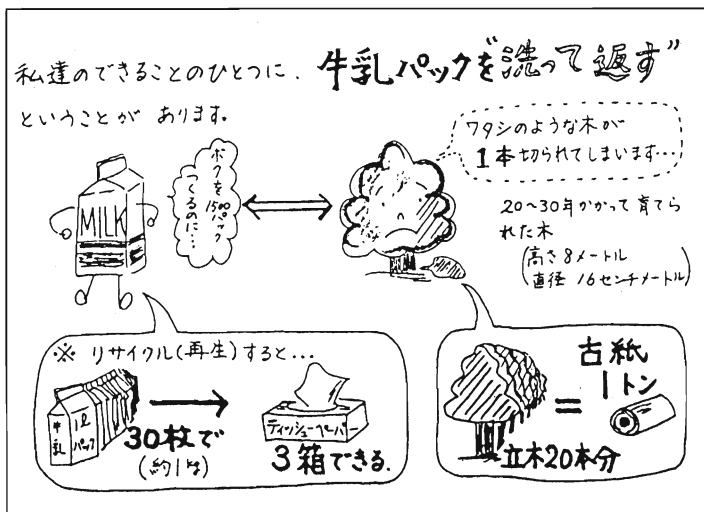 私達のできることのひとつに、牛乳パックを"洗って返す"
ということが あります。
ボクを
1500パック
つくるのに…
MILK
ワタシのような木が
1本切られてしまいます…
20〜30年かかって育てら
れた木
(高さ8メートル
直径 16センチメートル)
※ リサイクル(再生)すると…
牛乳
1ℓ
パック
30枚で
(約1㎏)
ティッシューペーパー
3箱できる.
古紙
1トン
=
立木20本分